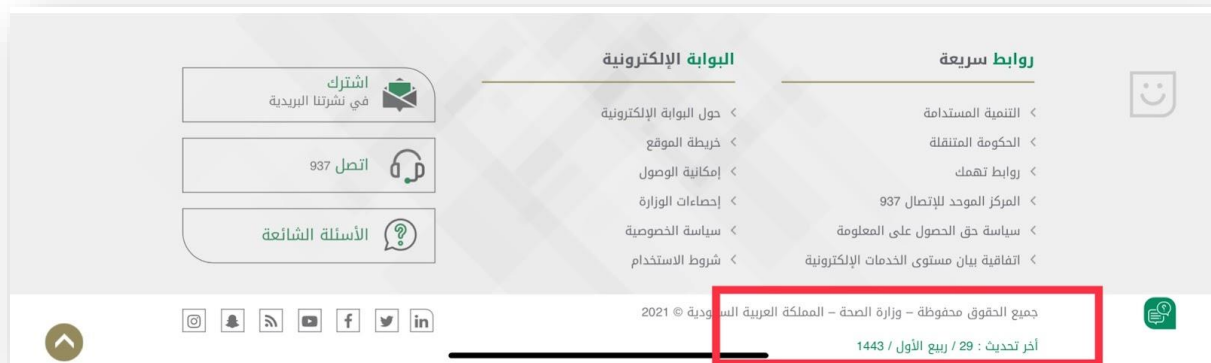 روابط سريعة
التنمية المستدامة
الحكومة المتنقلة
روابط تهمك
المركز الموحد للإتصال 937
سياسة حق الحصول على المعلومة
اتفاقية بيان مستوى الخدمات الإلكترونية
البوابة الإلكترونية
حول البوابة الإلكترونية
خريطة الموقع
إمكانية الوصول
إحصاءات الوزارة
سياسة الخصوصية
شروط الاستخدام
اشترك
في نشرتنا البريدية
اتصل 937
الأسئلة الشائعة
جميع الحقوق محفوظة – وزارة الصحة – المملكة العربية السعودية © 2021
أخر تحديث : 29 / ربيع الأول / 1443